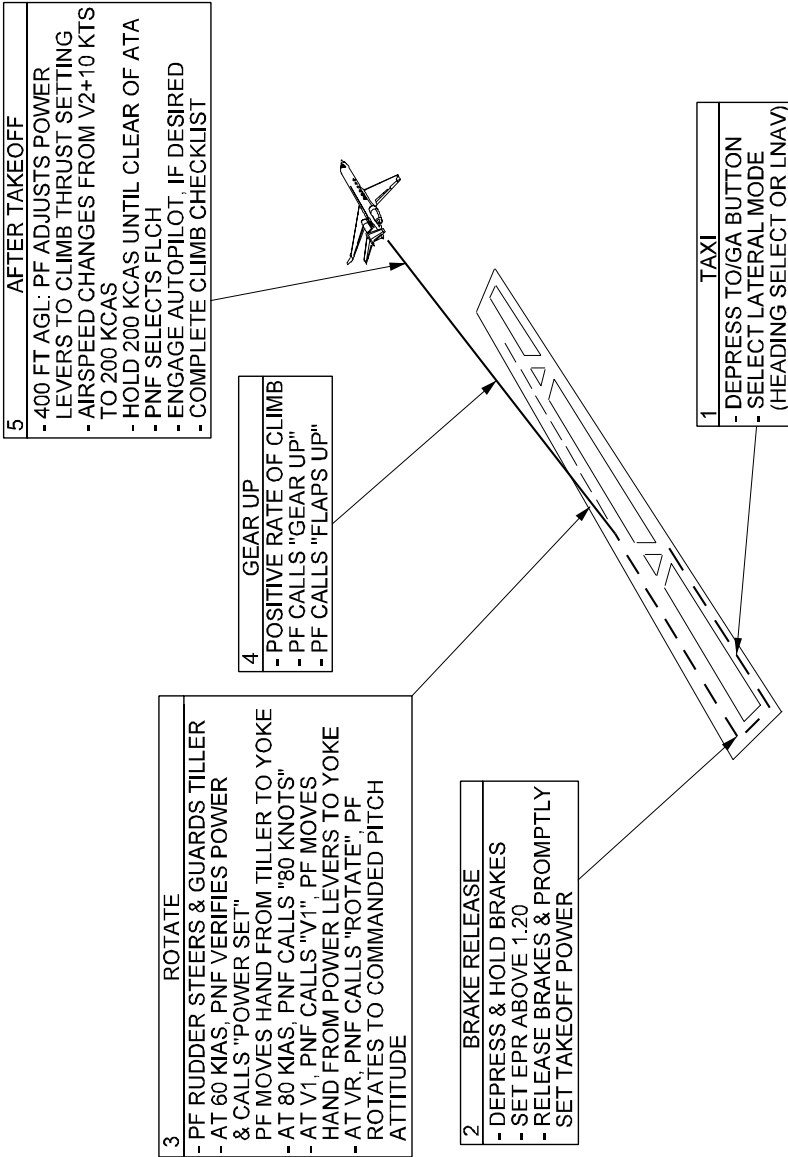 1 TAXI
- DEPRESS TO/GA BUTTON
- SELECT LATERAL MODE
(HEADING SELECT OR LNAV)
2 BRAKE RELEASE
- DEPRESS & HOLD BRAKES
- SET EPR ABOVE 1.20
- RELEASE BRAKES & PROMPTLY
SET TAKEOFF POWER
3 ROTATE
- PF RUDDER STEERS & GUARDS TILLER
- AT 60 KIAS, PNF VERIFIES POWER
& CALLS "POWER SET"
PF MOVES HAND FROM TILLER TO YOKE
- AT 80 KIAS, PNF CALLS "80 KNOTS"
- AT V1, PNF CALLS "V1", PF MOVES
HAND FROM POWER LEVERS TO YOKE
- AT VR, PNF CALLS "ROTATE", PF
ROTATES TO COMMANDED PITCH
ATTITUDE
4 GEAR UP
- POSITIVE RATE OF CLIMB
- PF CALLS "GEAR UP"
- PF CALLS "FLAPS UP"
5 AFTER TAKEOFF
- 400 FT AGL: PF ADJUSTS POWER
LEVERS TO CLIMB THRUST SETTING
- AIRSPEED CHANGES FROM V2+10 KTS
TO 200 KCAS
- HOLD 200 KCAS UNTIL CLEAR OF ATA
- PNF SELECTS FLCH
- ENGAGE AUTOPILOT, IF DESIRED
- COMPLETE CLIMB CHECKLIST